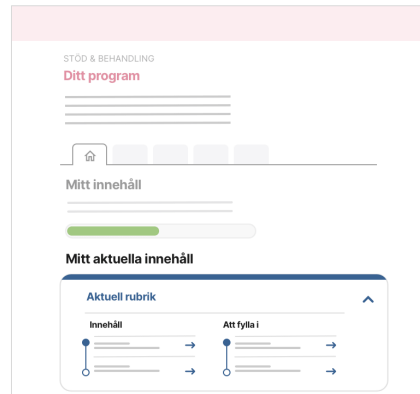 STÖD & BEHANDLING
Ditt program
Mitt innehåll
Mitt aktuella innehåll
Aktuell rubrik
Innehåll
Att fylla i